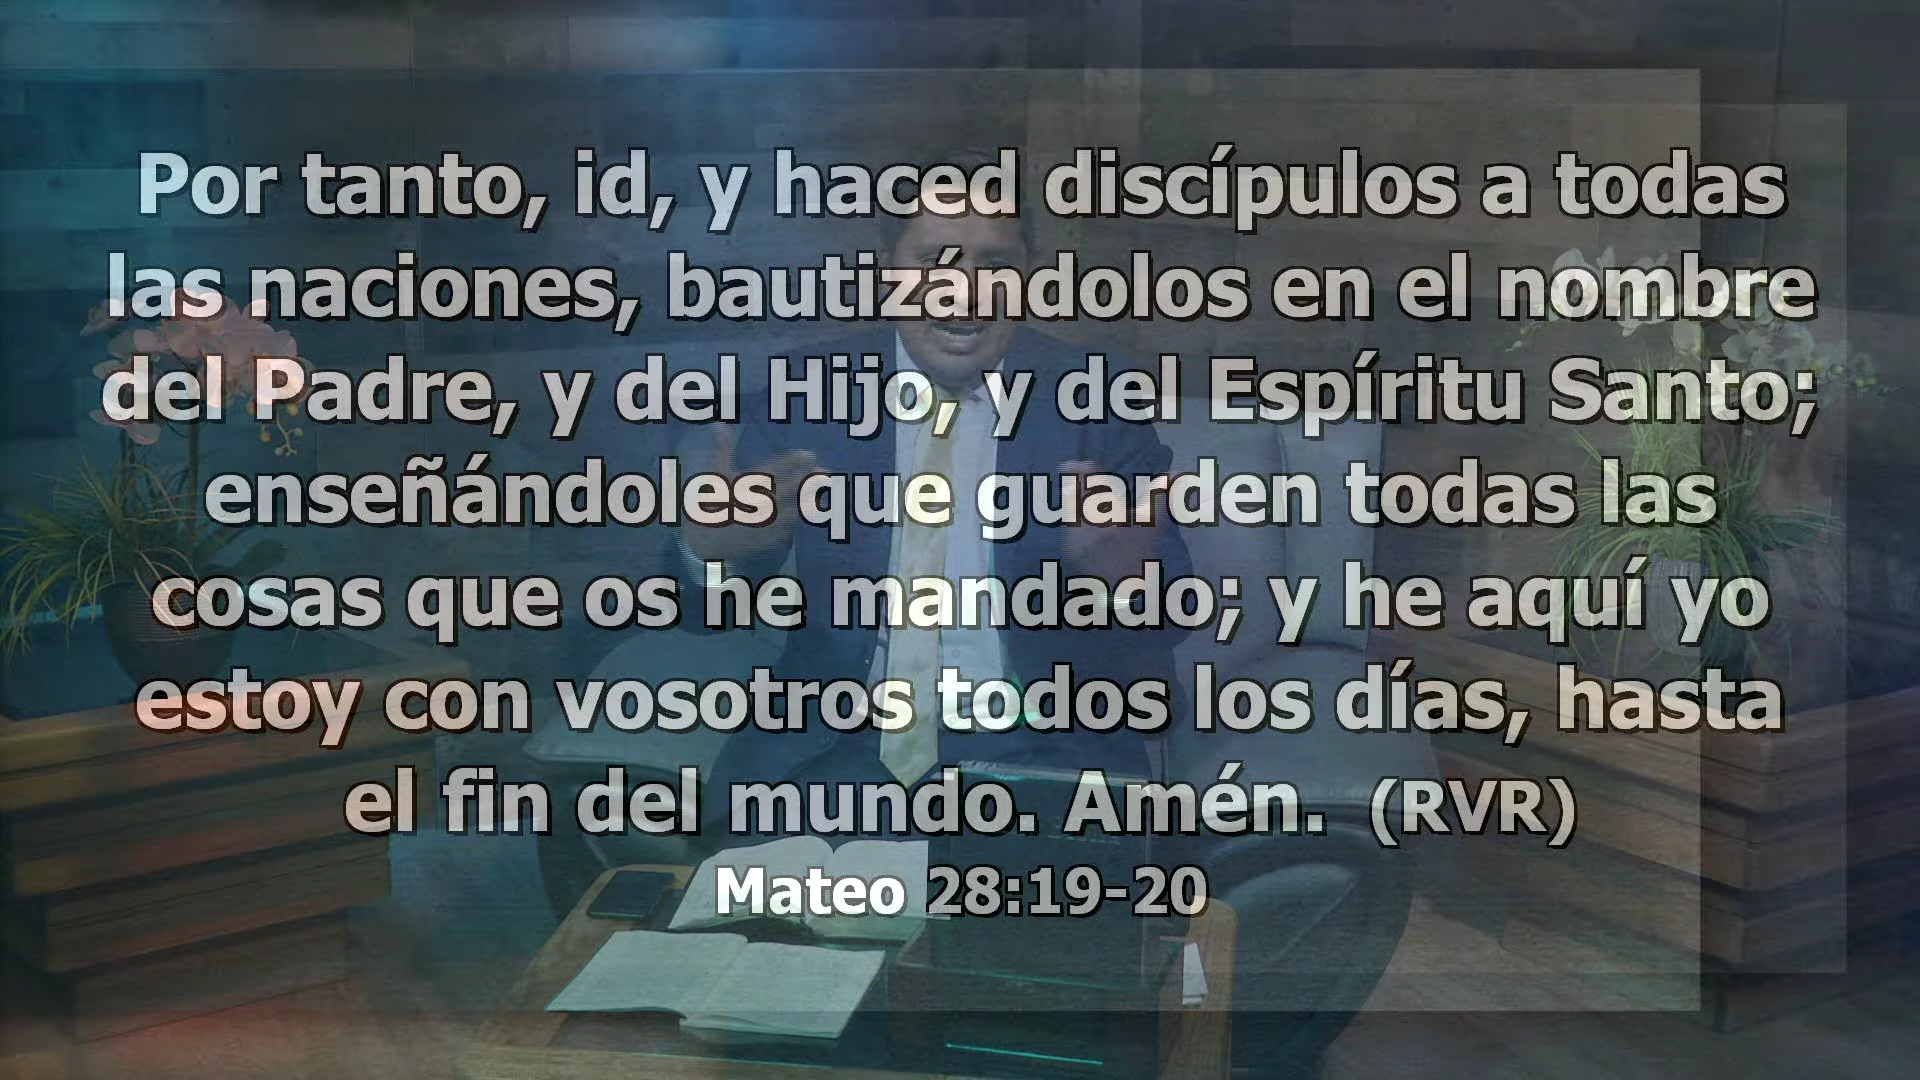 Por tanto, id, y haced discípulos a todas
las naciones, bautizándolos en el nombre
del Padre, y del Hijo, y del Espíritu Santo;
enseñándoles que guarden todas las
cosas que os he mandado; y he aquí yo
estoy con vosotros todos los días, hasta
el fin del mundo. Amén. (RVR)
Mateo 28:19-20